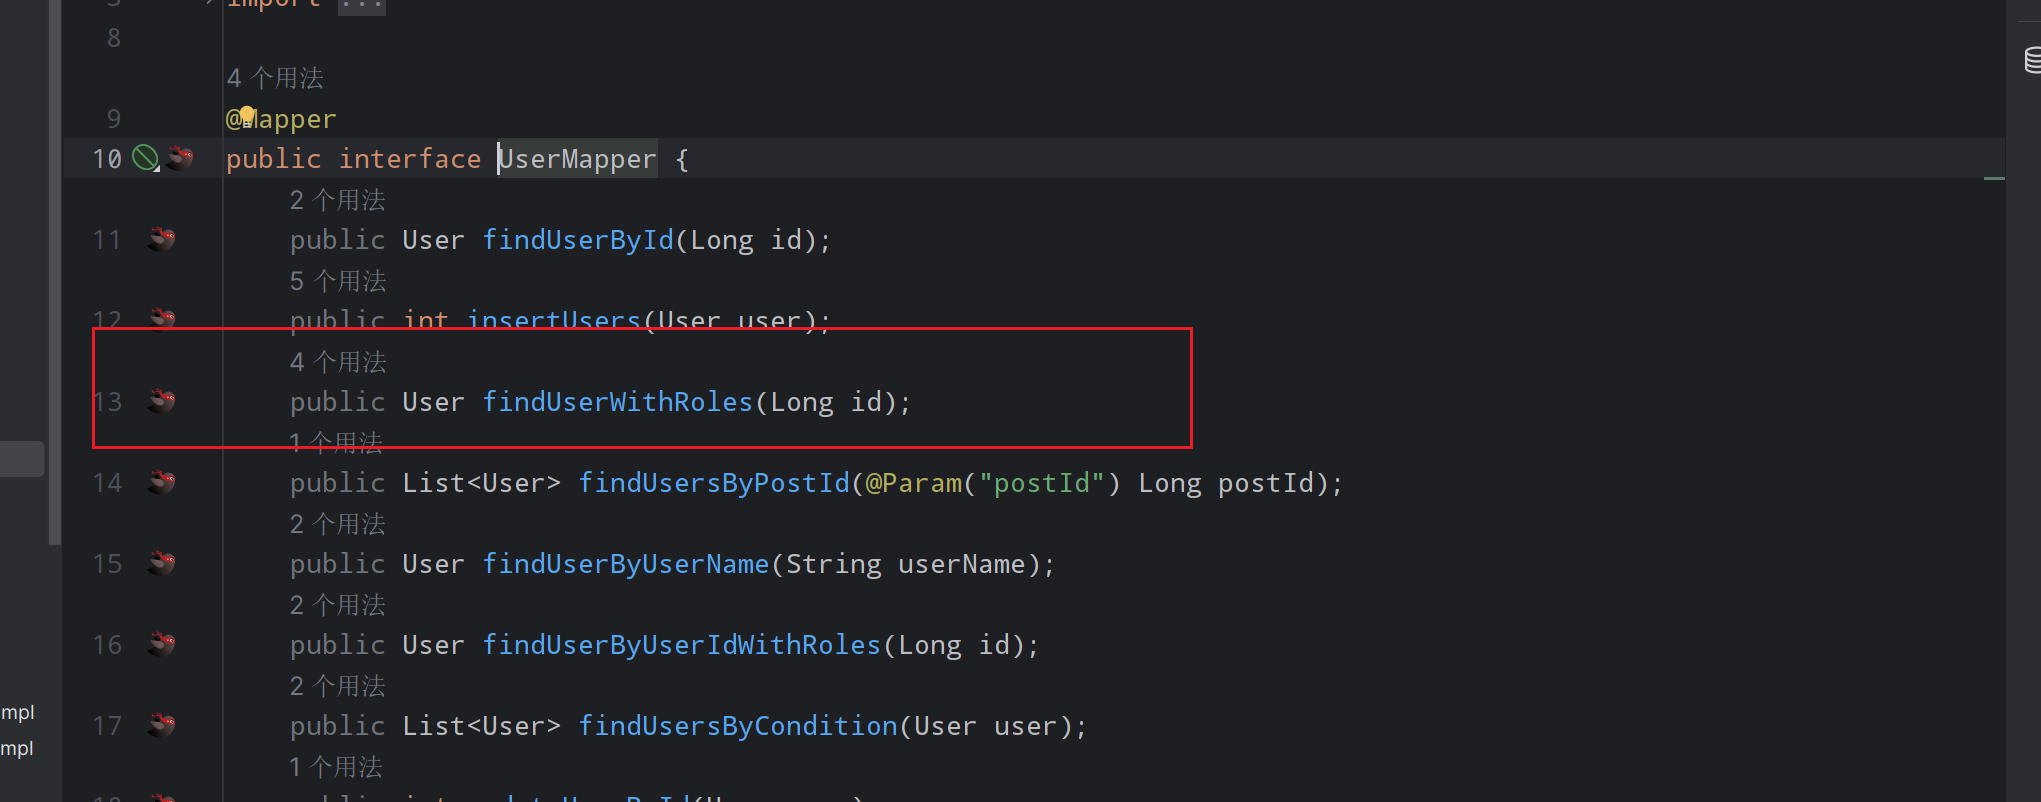 import ...
8
4 个用法
9 @Mapper
10 public interface UserMapper {
2 个用法
11 public User findUserById(Long id);
5 个用法
12 public int insertUsers(User user);
4 个用法
13 public User findUserWithRoles(Long id);
1 个用法
14 public List<User> findUsersByPostId(@Param("postId") Long postId);
2 个用法
15 public User findUserByUserName(String userName);
2 个用法
16 public User findUserByUserIdWithRoles(Long id);
2 个用法
mpl
17 public List<User> findUsersByCondition(User user);
mpl
1 个用法